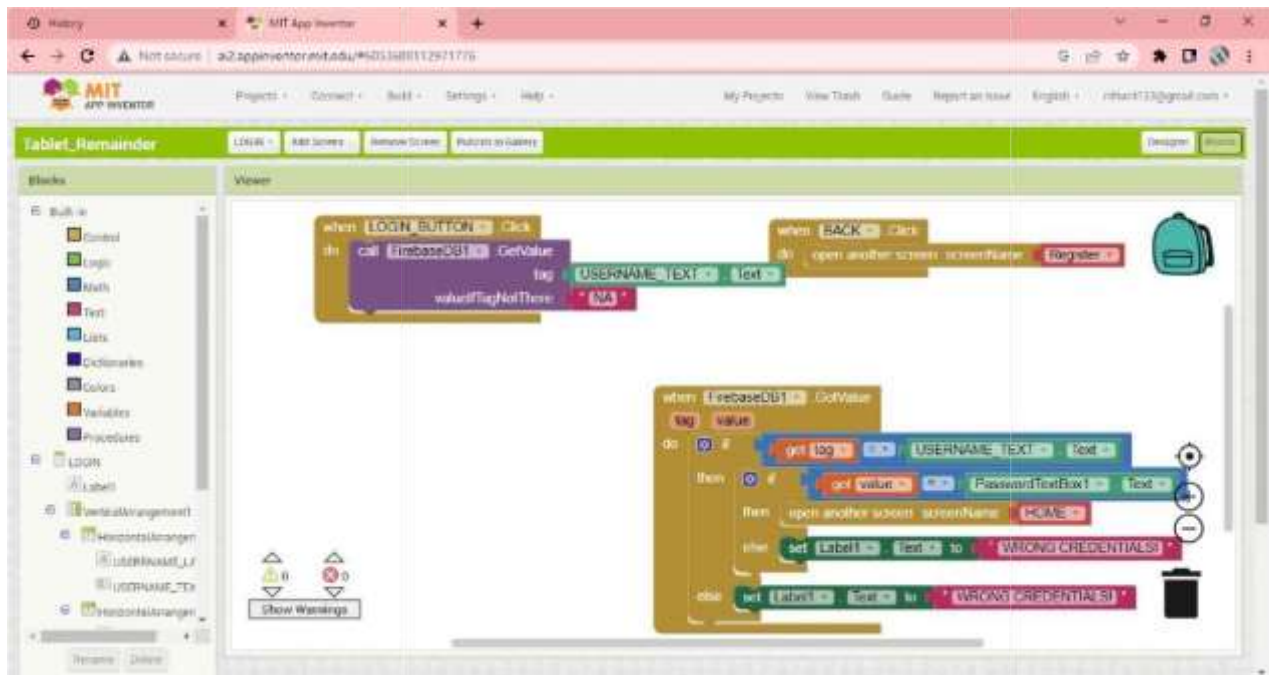 History
MIT App Inventor
Not secure
MIT
APP INVENTOR
Projects
Connect
Build
Settings
Help
My Projects
View Trash
Guide
Report an Issue
English
Tablet_Remainder
LOGIN
Add Screen
Remove Screen
Publish to Gallery
Designer
Blocks
Blocks
Viewer
Built-in
Control
Logic
Math
Text
Lists
Dictionaries
Colors
Variables
Procedures
LOGIN
Label1
VerticalArrangement1
HorizontalArrangen
USERNAME_LA
USERNAME_TEX
HorizontalArrangen
Rename Delete
when LOGIN_BUTTON Click
do call FirebaseDB1 GetValue
tag USERNAME_TEXT Text
valueIfTagNotThere " NA "
when BACK Click
do open another screen screenName Register
when FirebaseDB1 GotValue
tag value
do if get tag = USERNAME_TEXT Text
then if get value = PasswordTextBox1 Text
then open another screen screenName HOME
else set Label1 Text to " WRONG CREDENTIALS! "
else set Label1 Text to " WRONG CREDENTIALS! "
0 0
Show Warnings